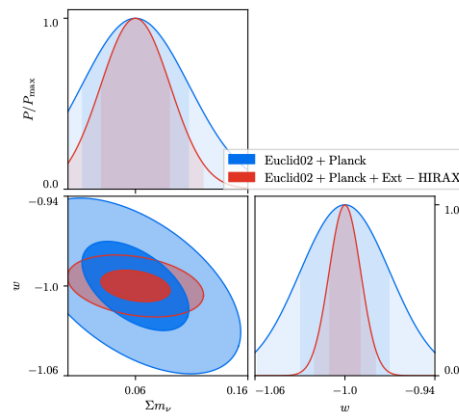 1.0
P/P_max
0.0
Euclid02 + Planck
Euclid02 + Planck + Ext − HIRAX
−0.94
1.0
w
−1.0
−1.06
0.0
0.06
0.16
−1.06
−1.0
−0.94
Σm_ν
w